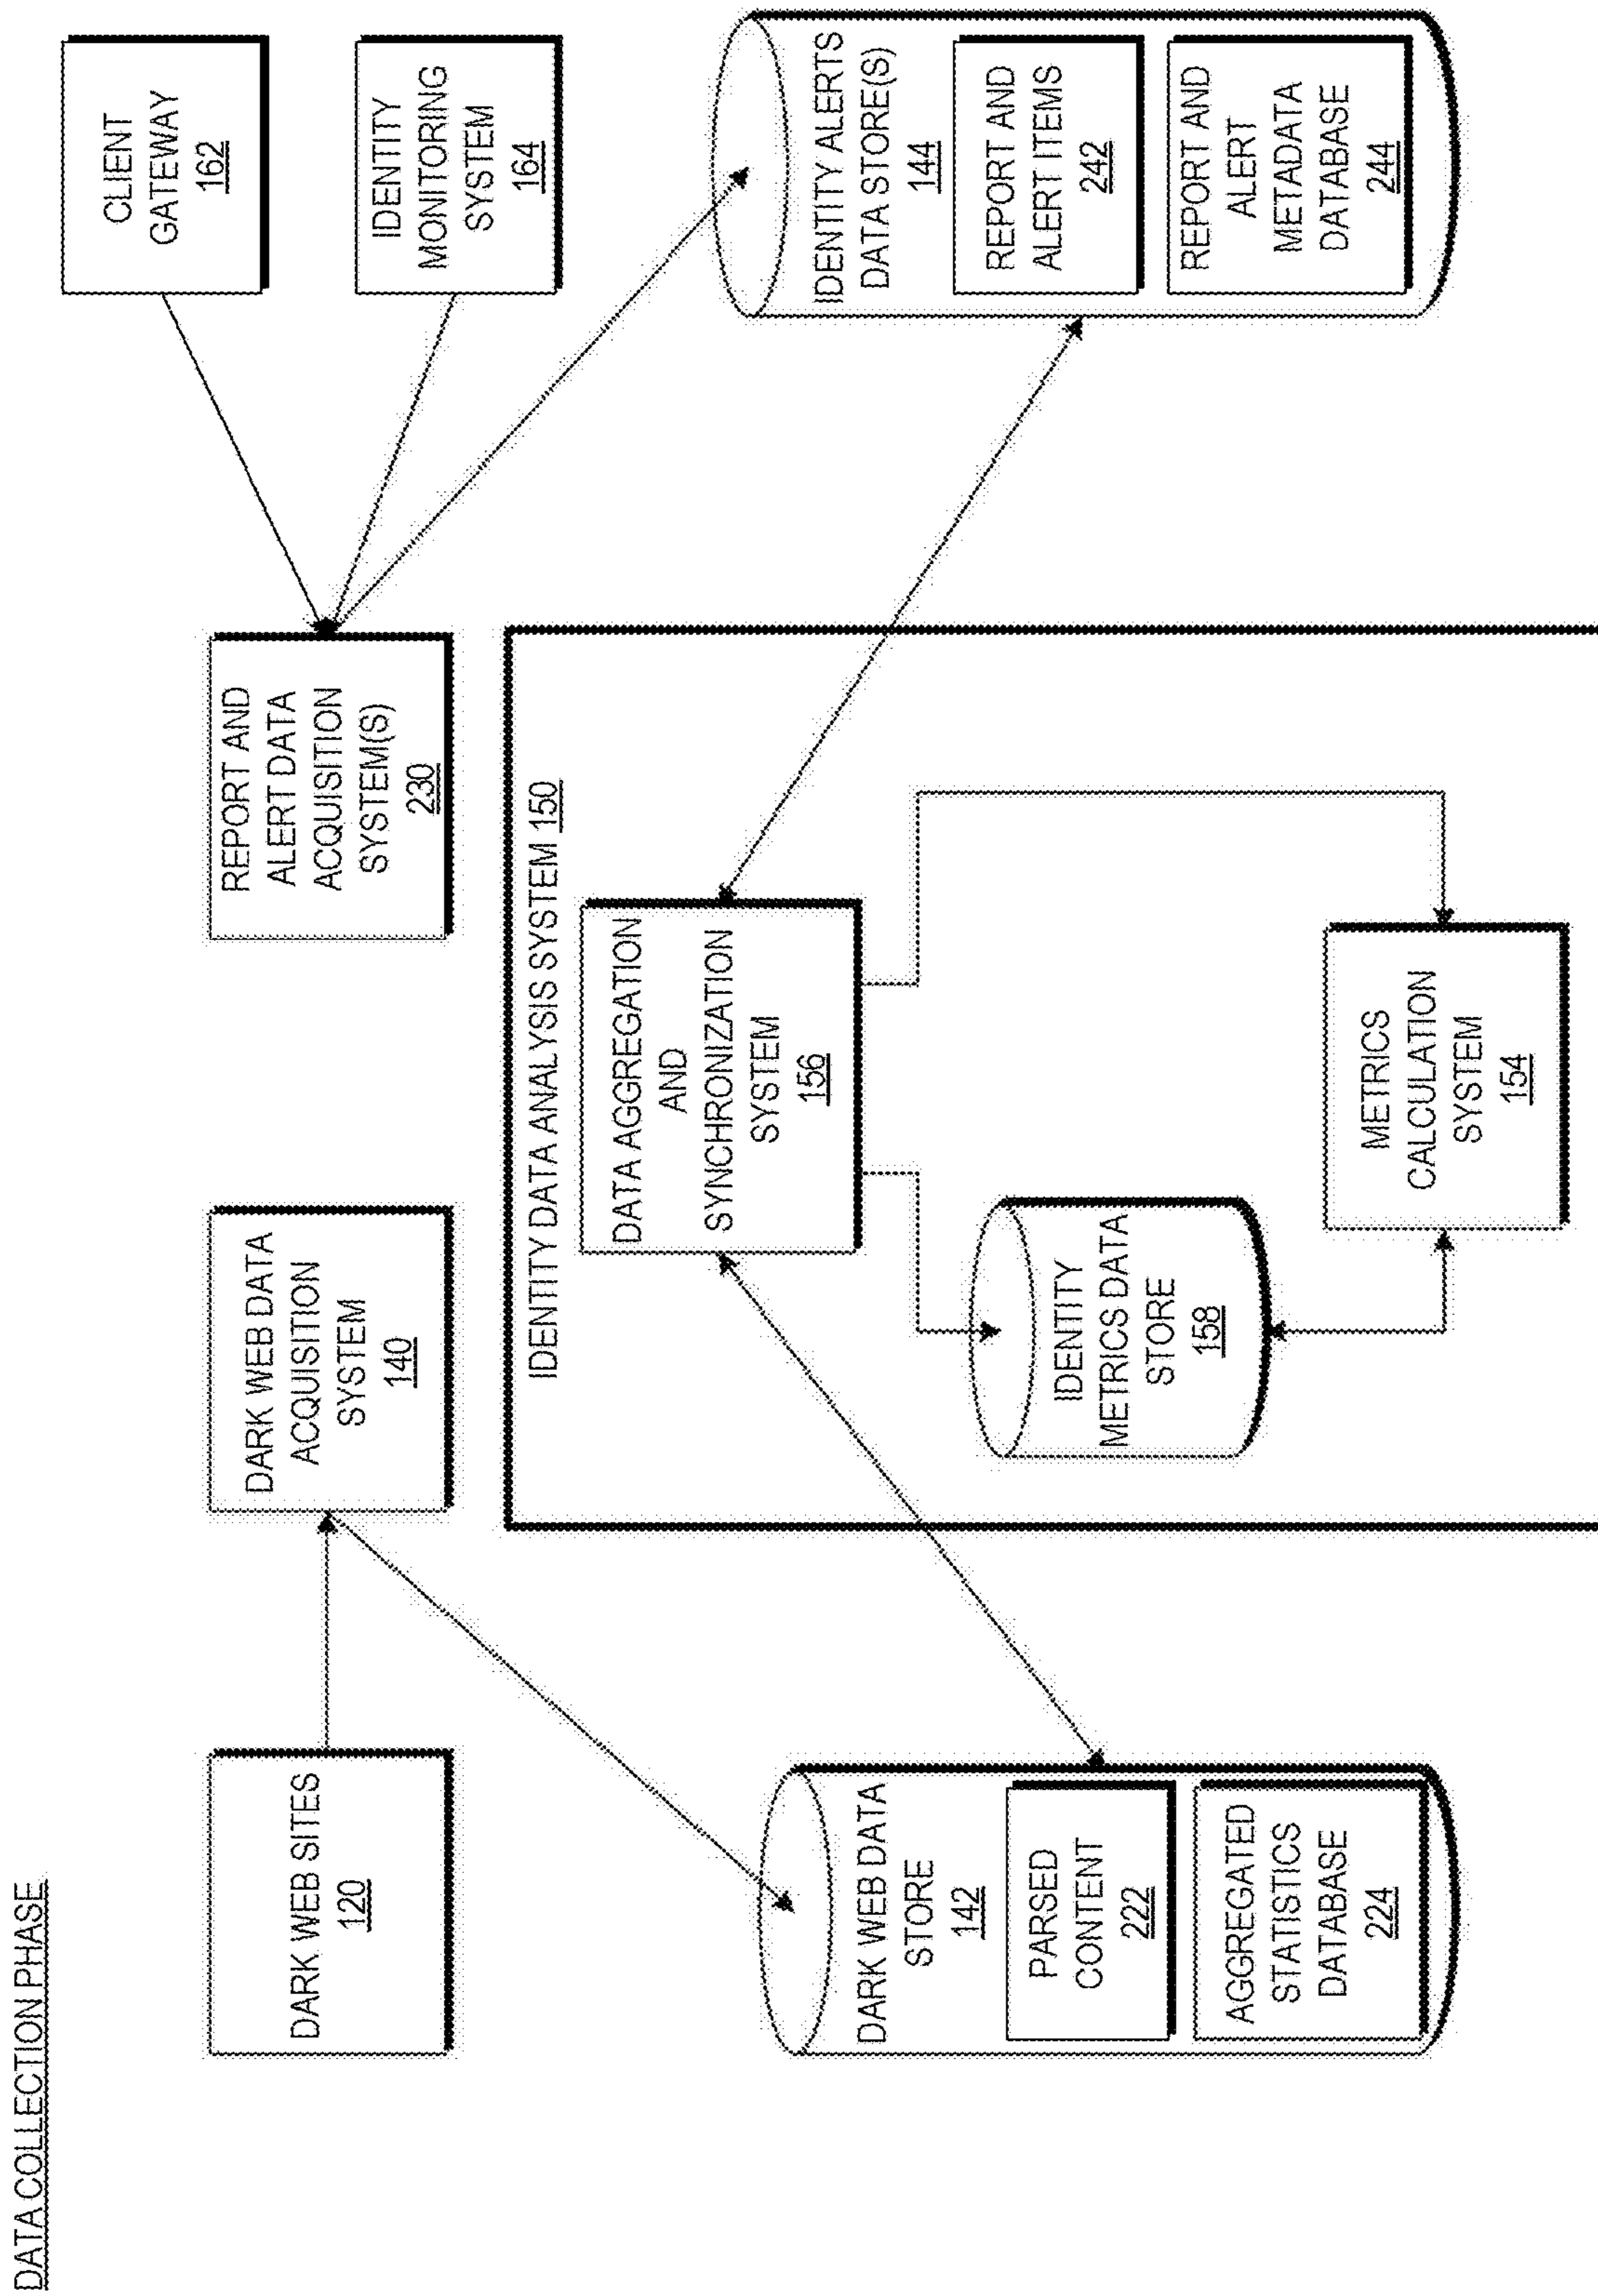 DATA COLLECTION PHASE
DARK WEB SITES
120
DARK WEB DATA
ACQUISITION
SYSTEM
140
REPORT AND
ALERT DATA
ACQUISITION
SYSTEM(S)
230
CLIENT
GATEWAY
162
IDENTITY
MONITORING
SYSTEM
164
IDENTITY DATA ANALYSIS SYSTEM 150
DATA AGGREGATION
AND
SYNCHRONIZATION
SYSTEM
156
IDENTITY
METRICS DATA
STORE
158
METRICS
CALCULATION
SYSTEM
154
DARK WEB DATA
STORE
142
PARSED
CONTENT
222
AGGREGATED
STATISTICS
DATABASE
224
IDENTITY ALERTS
DATA STORE(S)
144
REPORT AND
ALERT ITEMS
242
REPORT AND
ALERT
METADATA
DATABASE
244